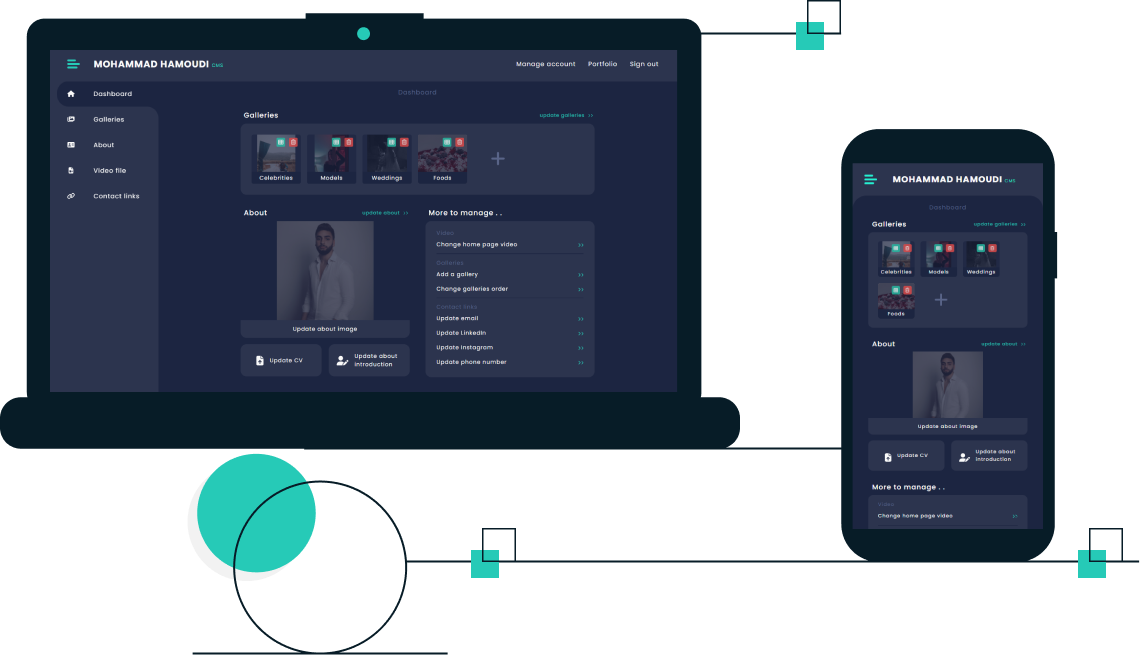 MOHAMMAD HAMOUDI CMS
Manage account Portfolio Sign out
Dashboard
Galleries
About
Video file
Contact links
Dashboard
Galleries
update galleries >>
Celebrities Models Weddings Foods
About
update about >>
Update about image
Update CV
Update about
introduction
More to manage . .
Video
Change home page video >>
Galleries
Add a gallery >>
Change galleries order >>
Contact links
Update email >>
Update LinkedIn >>
Update Instagram >>
Update phone number >>
MOHAMMAD HAMOUDI CMS
Dashboard
Galleries
update galleries >>
Celebrities Models Weddings
Foods
About
update about >>
Update about image
Update CV
Update about
introduction
More to manage . .
Video
Change home page video >>